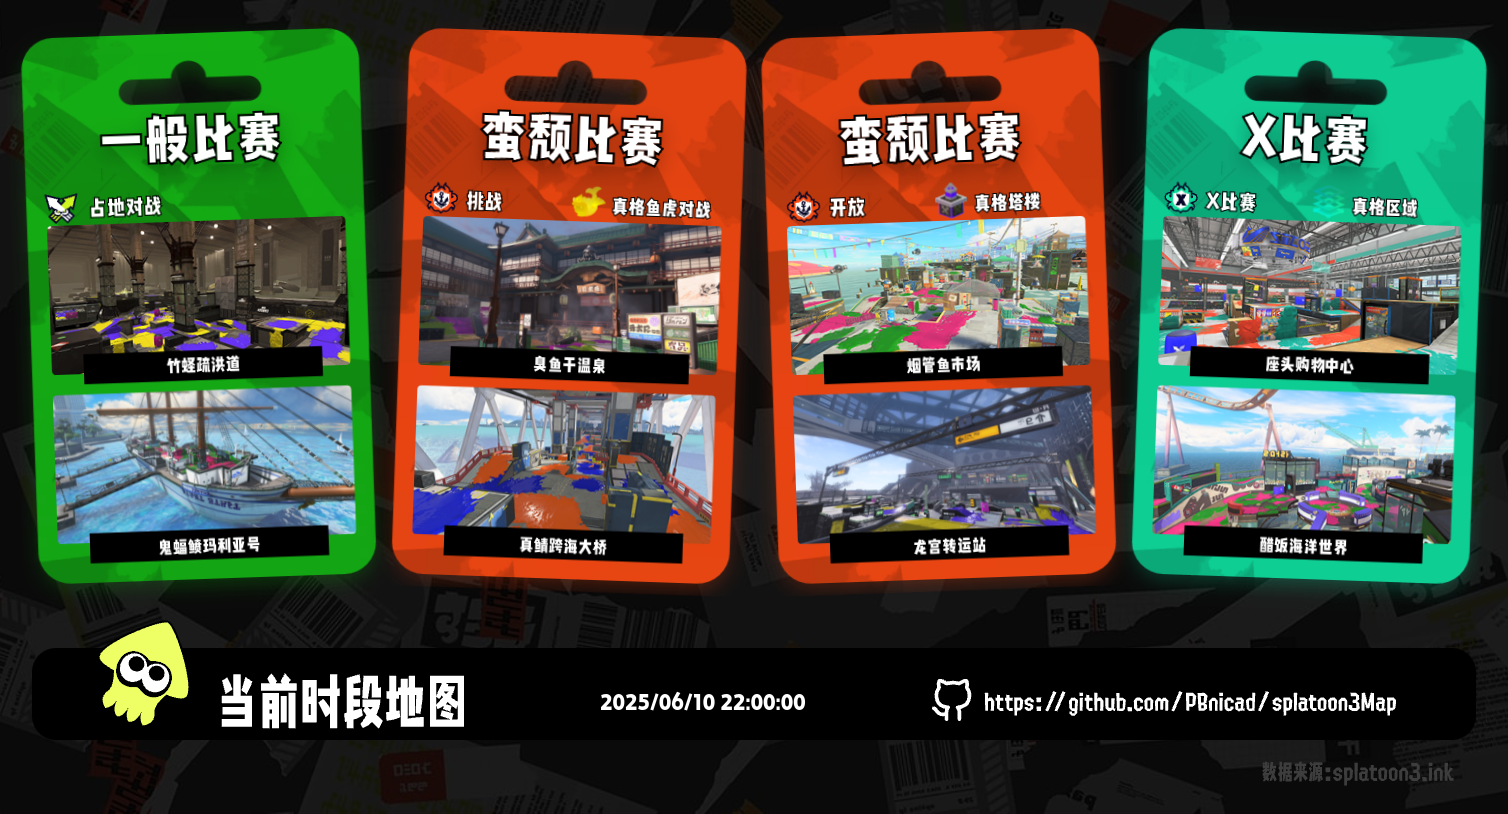 一般比赛
占地对战
竹蛏疏洪道
鬼蝠鲼玛利亚号
蛮颓比赛
挑战
真格鱼虎对战
臭鱼干温泉
真鲭跨海大桥
蛮颓比赛
开放
真格塔楼
烟管鱼市场
龙宫转运站
X比赛
X比赛
真格区域
座头购物中心
醋饭海洋世界
当前时段地图
2025/06/10 22:00:00
https://github.com/PBnicad/splatoon3Map
数据来源:splatoon3.ink